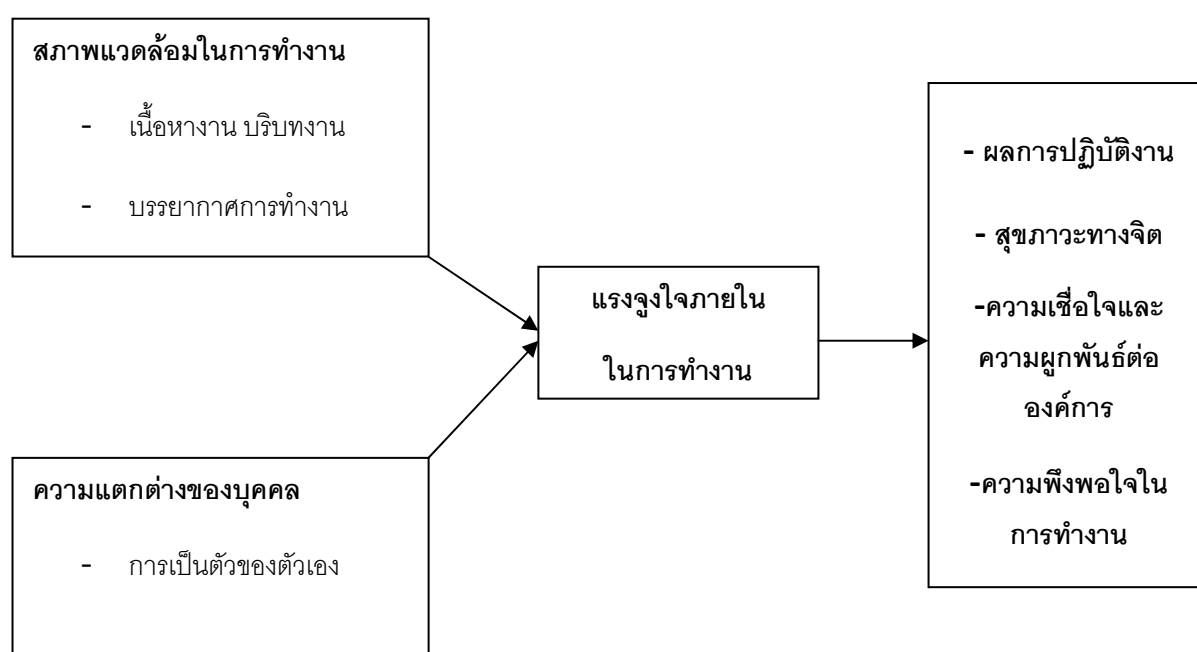 สภาพแวดล้อมในการทำงาน
- เนื้อหางาน บริบทงาน
- บรรยากาศการทำงาน
ความแตกต่างของบุคคล
- การเป็นตัวของตัวเอง
แรงจูงใจภายใน
ในการทำงาน
- ผลการปฏิบัติงาน
- สุขภาวะทางจิต
-ความเชื่อใจและ
ความผูกพันธ์ต่อ
องค์การ
-ความพึงพอใจใน
การทำงาน